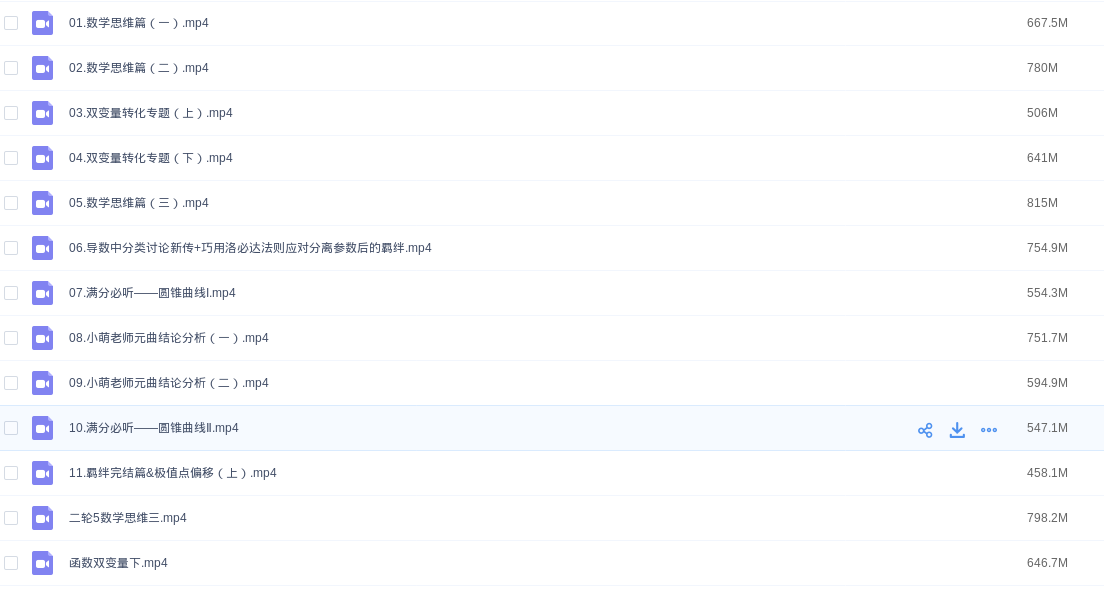 01.数学思维篇（一）.mp4 667.5M
02.数学思维篇（二）.mp4 780M
03.双变量转化专题（上）.mp4 506M
04.双变量转化专题（下）.mp4 641M
05.数学思维篇（三）.mp4 815M
06.导数中分类讨论新传+巧用洛必达法则应对分离参数后的羁绊.mp4 754.9M
07.满分必听——圆锥曲线Ⅰ.mp4 554.3M
08.小萌老师元曲结论分析（一）.mp4 751.7M
09.小萌老师元曲结论分析（二）.mp4 594.9M
10.满分必听——圆锥曲线Ⅱ.mp4 547.1M
11.羁绊完结篇&极值点偏移（上）.mp4 458.1M
二轮5数学思维三.mp4 798.2M
函数双变量下.mp4 646.7M